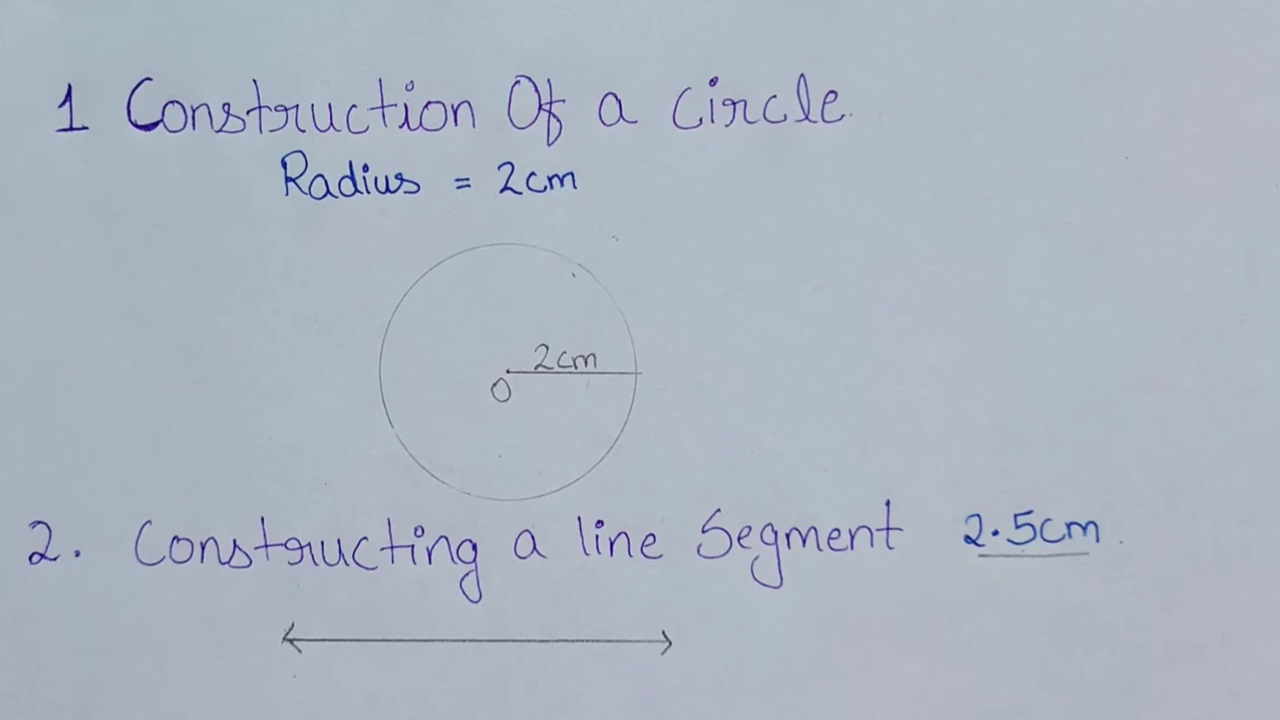 1 Construction Of a circle.
Radius = 2cm
2cm
O
2. Constructing a line Segment 2.5cm.